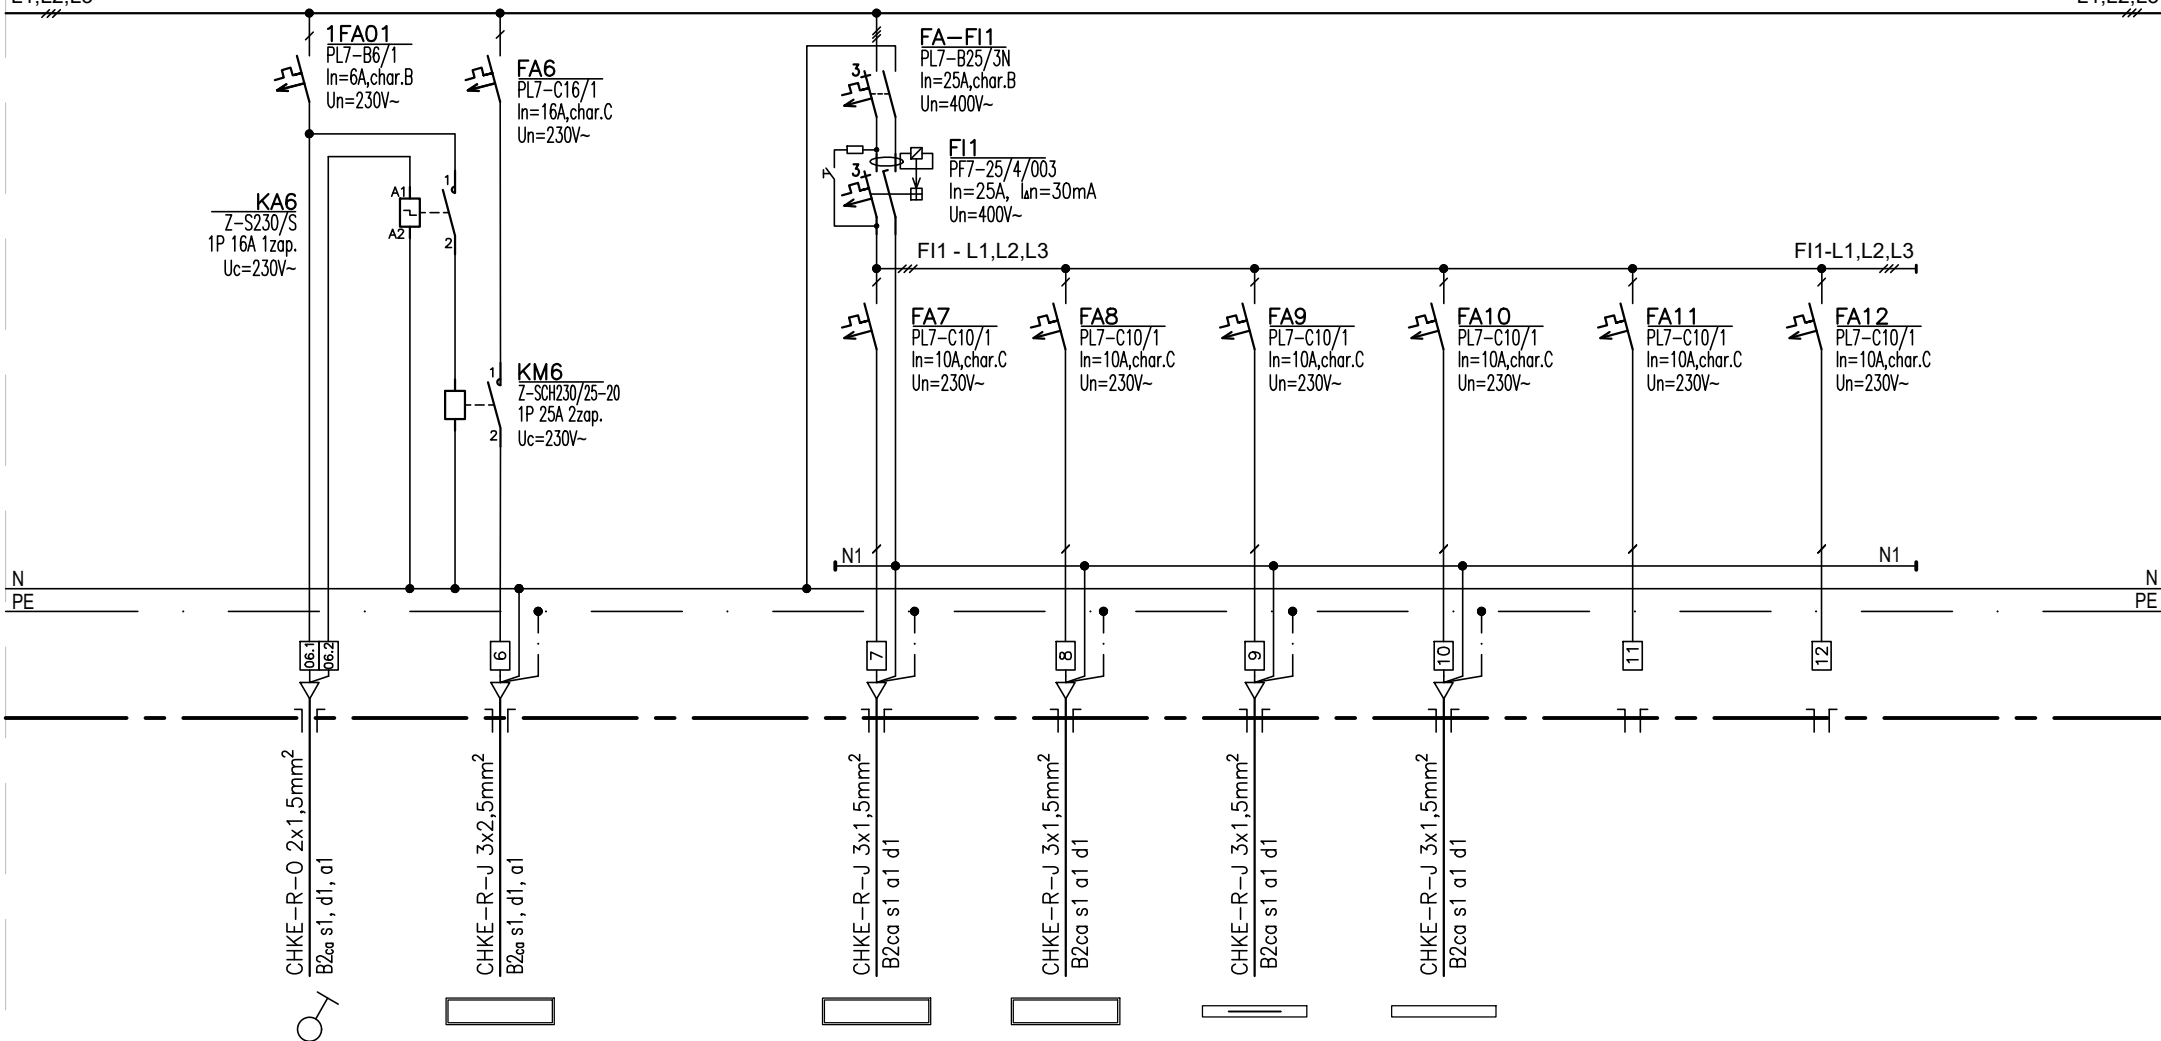 1FA01
PL7-B6/1
In=6A,char.B
Un=230V~
FA6
PL7-C16/1
In=16A,char.C
Un=230V~
FA-FI1
PL7-B25/3N
In=25A,char.B
Un=400V~
3
FI1
PF7-25/4/003
In=25A, IΔn=30mA
Un=400V~
3
KA6
Z-S230/S
1P 16A 1zap.
Uc=230V~
A1
A2
1
2
FI1 - L1,L2,L3
FI1-L1,L2,L3
FA7
PL7-C10/1
In=10A,char.C
Un=230V~
FA8
PL7-C10/1
In=10A,char.C
Un=230V~
FA9
PL7-C10/1
In=10A,char.C
Un=230V~
FA10
PL7-C10/1
In=10A,char.C
Un=230V~
FA11
PL7-C10/1
In=10A,char.C
Un=230V~
FA12
PL7-C10/1
In=10A,char.C
Un=230V~
KM6
Z-SCH230/25-20
1P 25A 2zap.
Uc=230V~
1
2
N1
N1
N
N
PE
PE
06.1
06.2
6
7
8
9
10
11
12
CHKE-R-O 2x1,5mm²
B2ca s1, d1, a1
CHKE-R-J 3x2,5mm²
B2ca s1, d1, a1
CHKE-R-J 3x1,5mm²
B2ca s1 a1 d1
CHKE-R-J 3x1,5mm²
B2ca s1 a1 d1
CHKE-R-J 3x1,5mm²
B2ca s1 a1 d1
CHKE-R-J 3x1,5mm²
B2ca s1 a1 d1